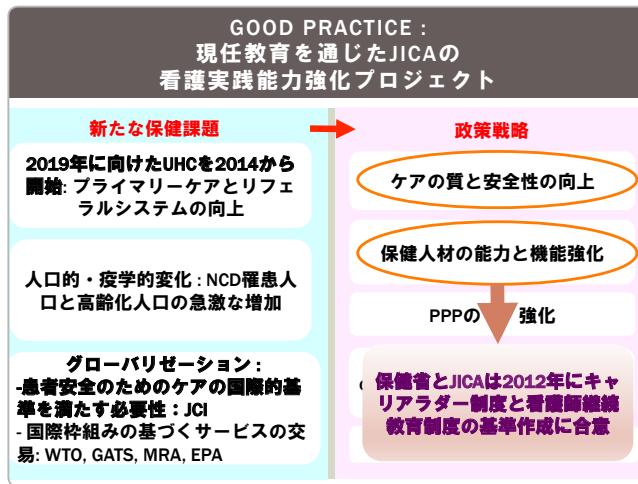 GOOD PRACTICE :
現任教育を通じたJICAの
看護実践能力強化プロジェクト
新たな保健課題
2019年に向けたUHCを2014から
開始: プライマリーケアとリフェ
ラルシステムの向上
人口的・疫学的変化 : NCD罹患人
口と高齢化人口の急激な増加
グローバリゼーション :
-患者安全のためのケアの国際的基
準を満たす必要性：JCI
- 国際枠組みの基づくサービスの交
易: WTO, GATS, MRA, EPA
政策戦略
ケアの質と安全性の向上
保健人材の能力と機能強化
PPPの 強化
保健省とJICAは2012年にキャ
リアラダー制度と看護師継続
教育制度の基準作成に合意